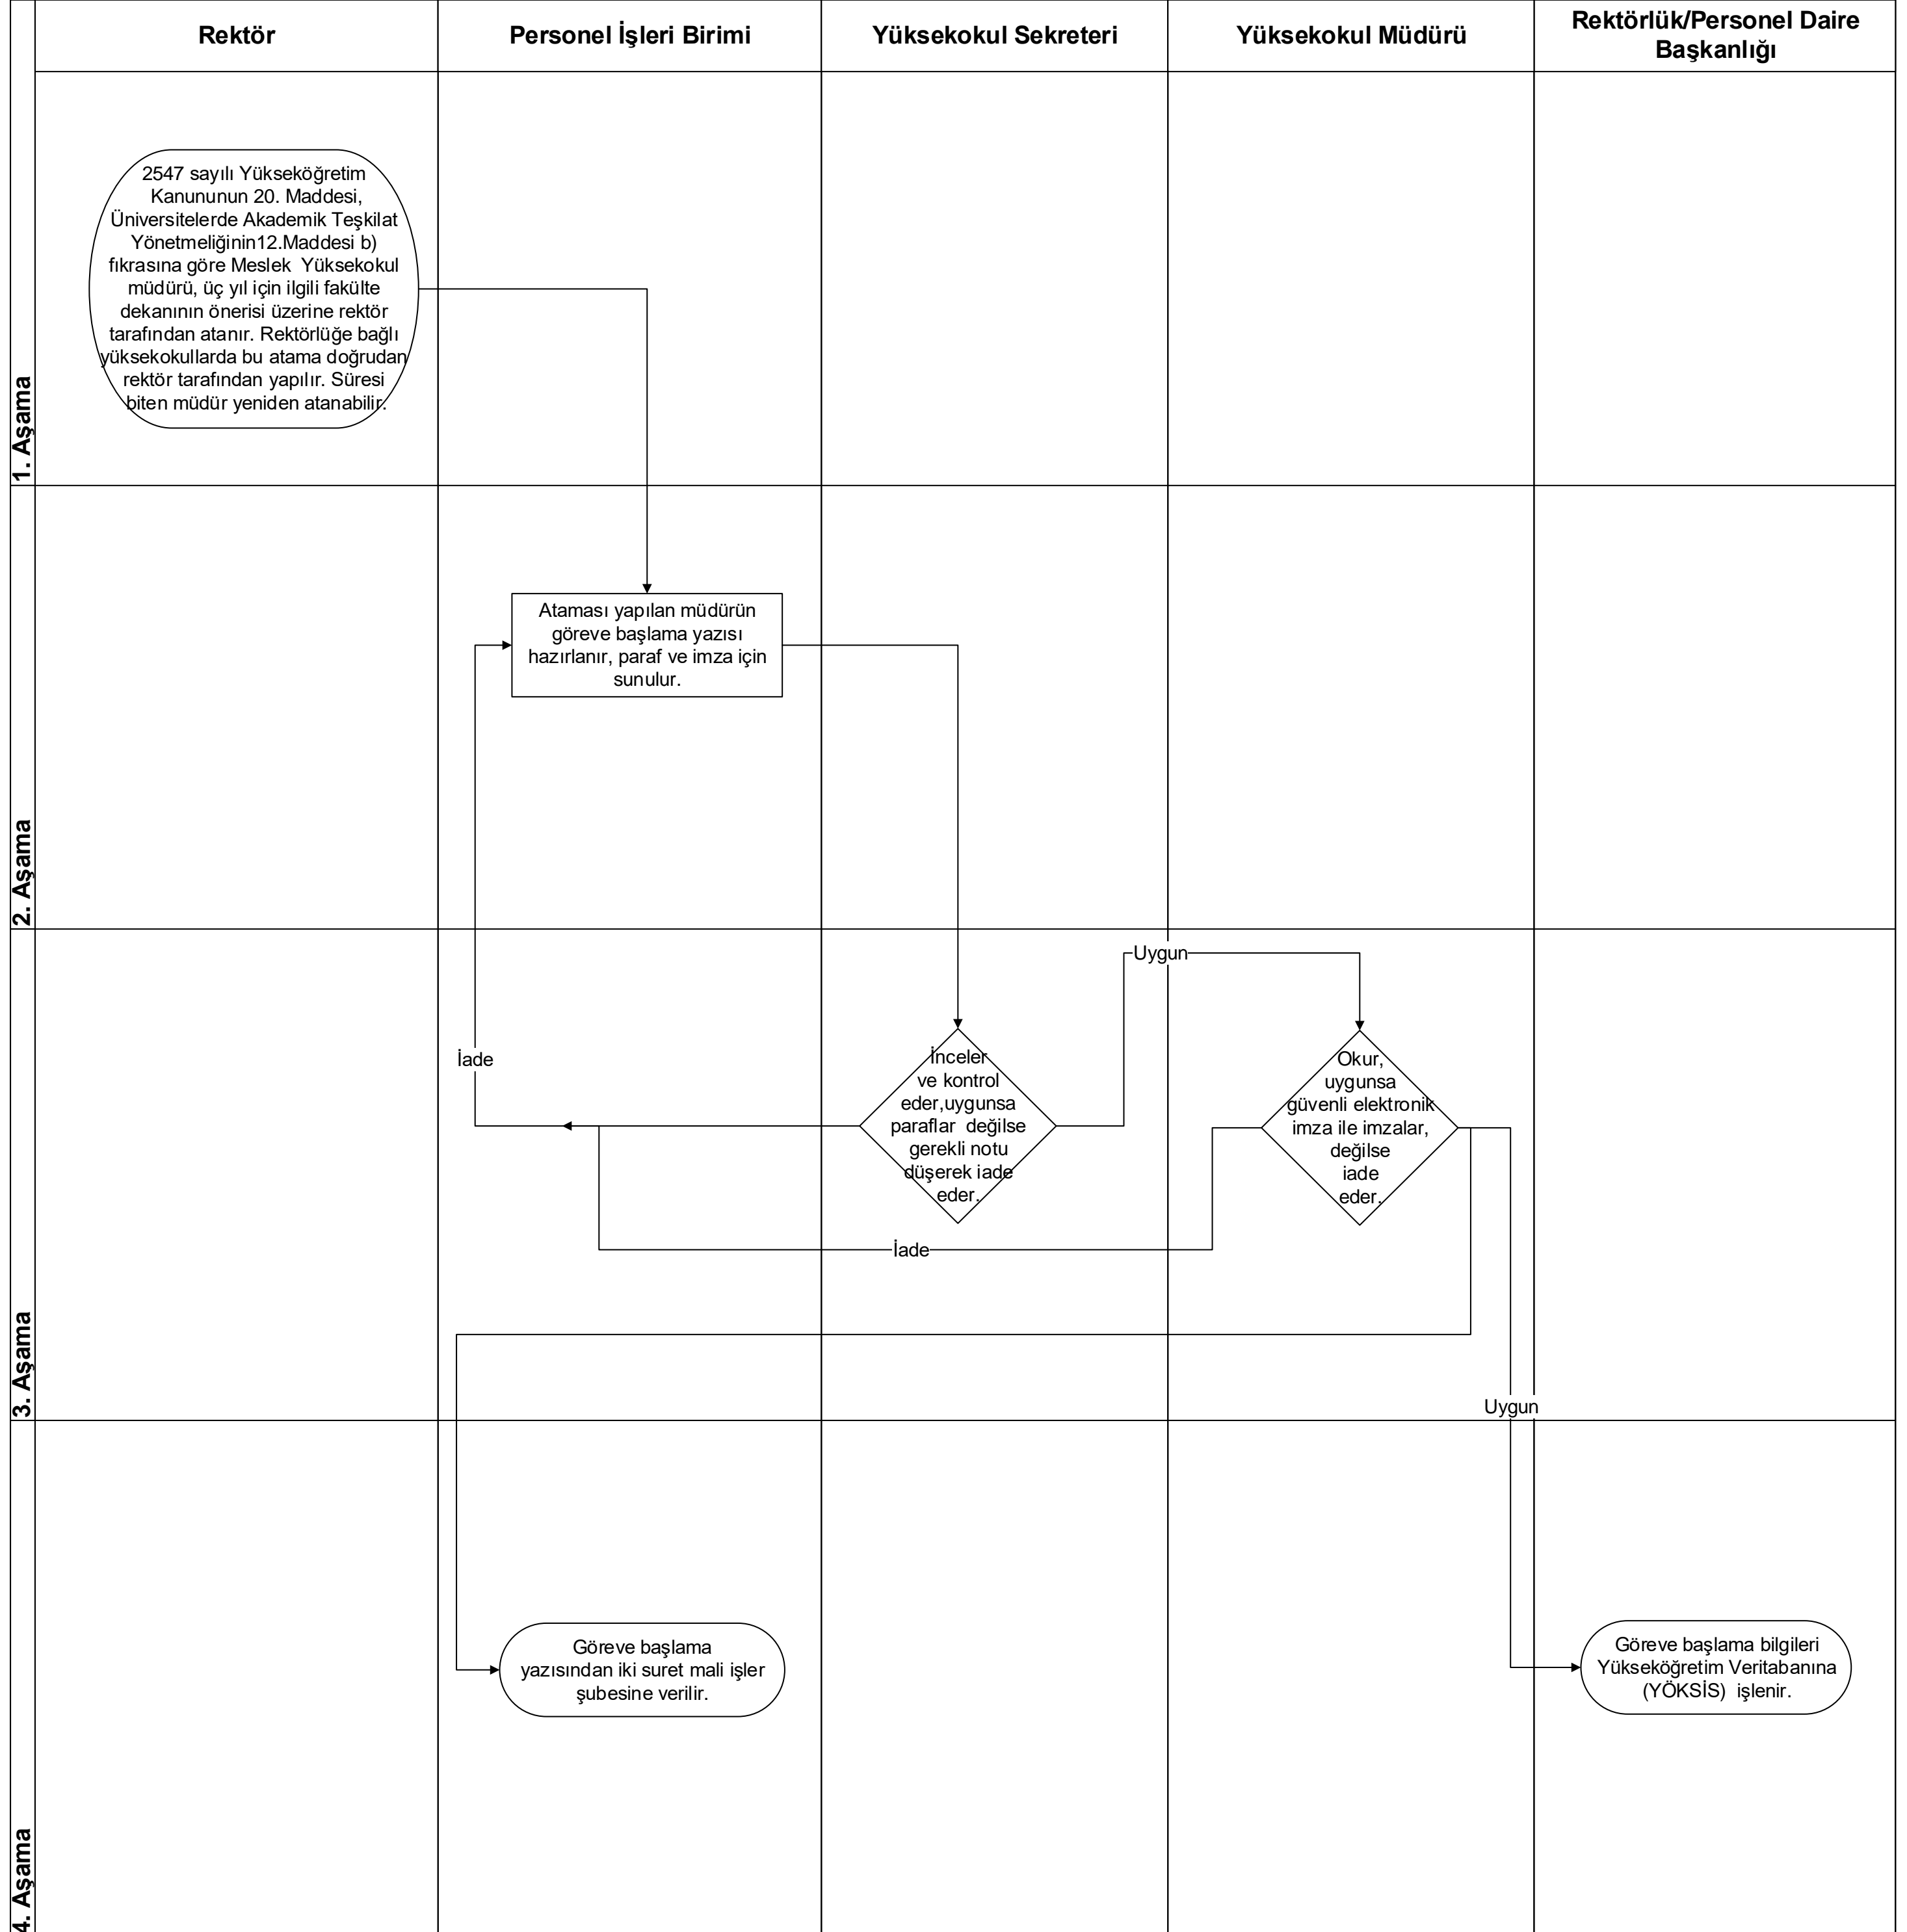 Rektör
Personel İşleri Birimi
Yüksekokul Sekreteri
Yüksekokul Müdürü
Rektörlük/Personel Daire
Başkanlığı
1. Aşama
2547 sayılı Yükseköğretim
Kanununun 20. Maddesi,
Üniversitelerde Akademik Teşkilat
Yönetmeliğinin12.Maddesi b)
fıkrasına göre Meslek  Yüksekokul
müdürü, üç yıl için ilgili fakülte
dekanının önerisi üzerine rektör
tarafından atanır. Rektörlüğe bağlı
yüksekokullarda bu atama doğrudan
rektör tarafından yapılır. Süresi
biten müdür yeniden atanabilir.
2. Aşama
Ataması yapılan müdürün
göreve başlama yazısı
hazırlanır, paraf ve imza için
sunulur.
3. Aşama
Uygun
İade
İnceler
ve kontrol
eder,uygunsa
paraflar  değilse
gerekli notu
düşerek iade
eder.
Okur,
uygunsa
güvenli elektronik
imza ile imzalar,
değilse
iade
eder.
İade
Uygun
4. Aşama
Göreve başlama
yazısından iki suret mali işler
şubesine verilir.
Göreve başlama bilgileri
Yükseköğretim Veritabanına
(YÖKSİS)  işlenir.